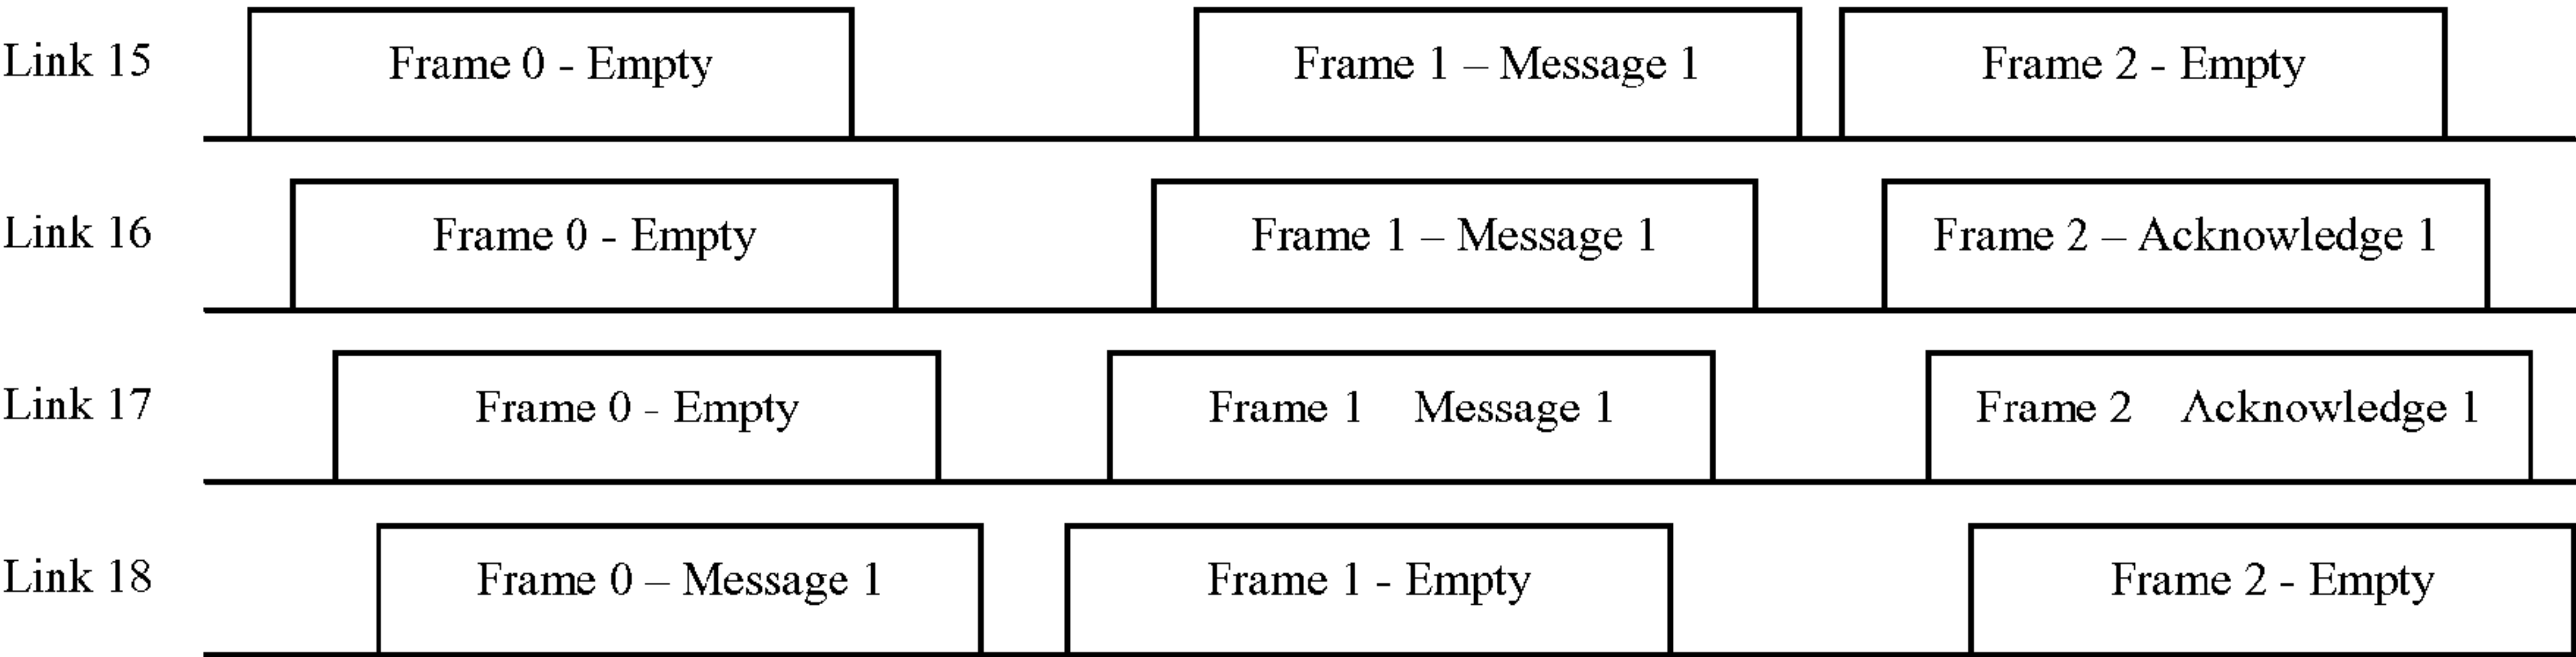 Link 15 Frame 0 - Empty Frame 1 – Message 1 Frame 2 - Empty
Link 16 Frame 0 - Empty Frame 1 – Message 1 Frame 2 – Acknowledge 1
Link 17 Frame 0 - Empty Frame 1 Message 1 Frame 2 Acknowledge 1
Link 18 Frame 0 – Message 1 Frame 1 - Empty Frame 2 - Empty